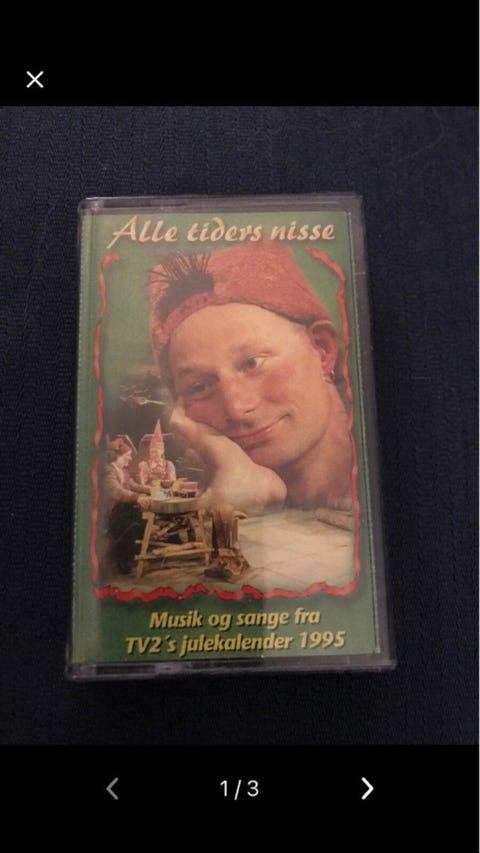 Alle tiders nisse
Musik og sange fra
TV2´s julekalender 1995
1/3